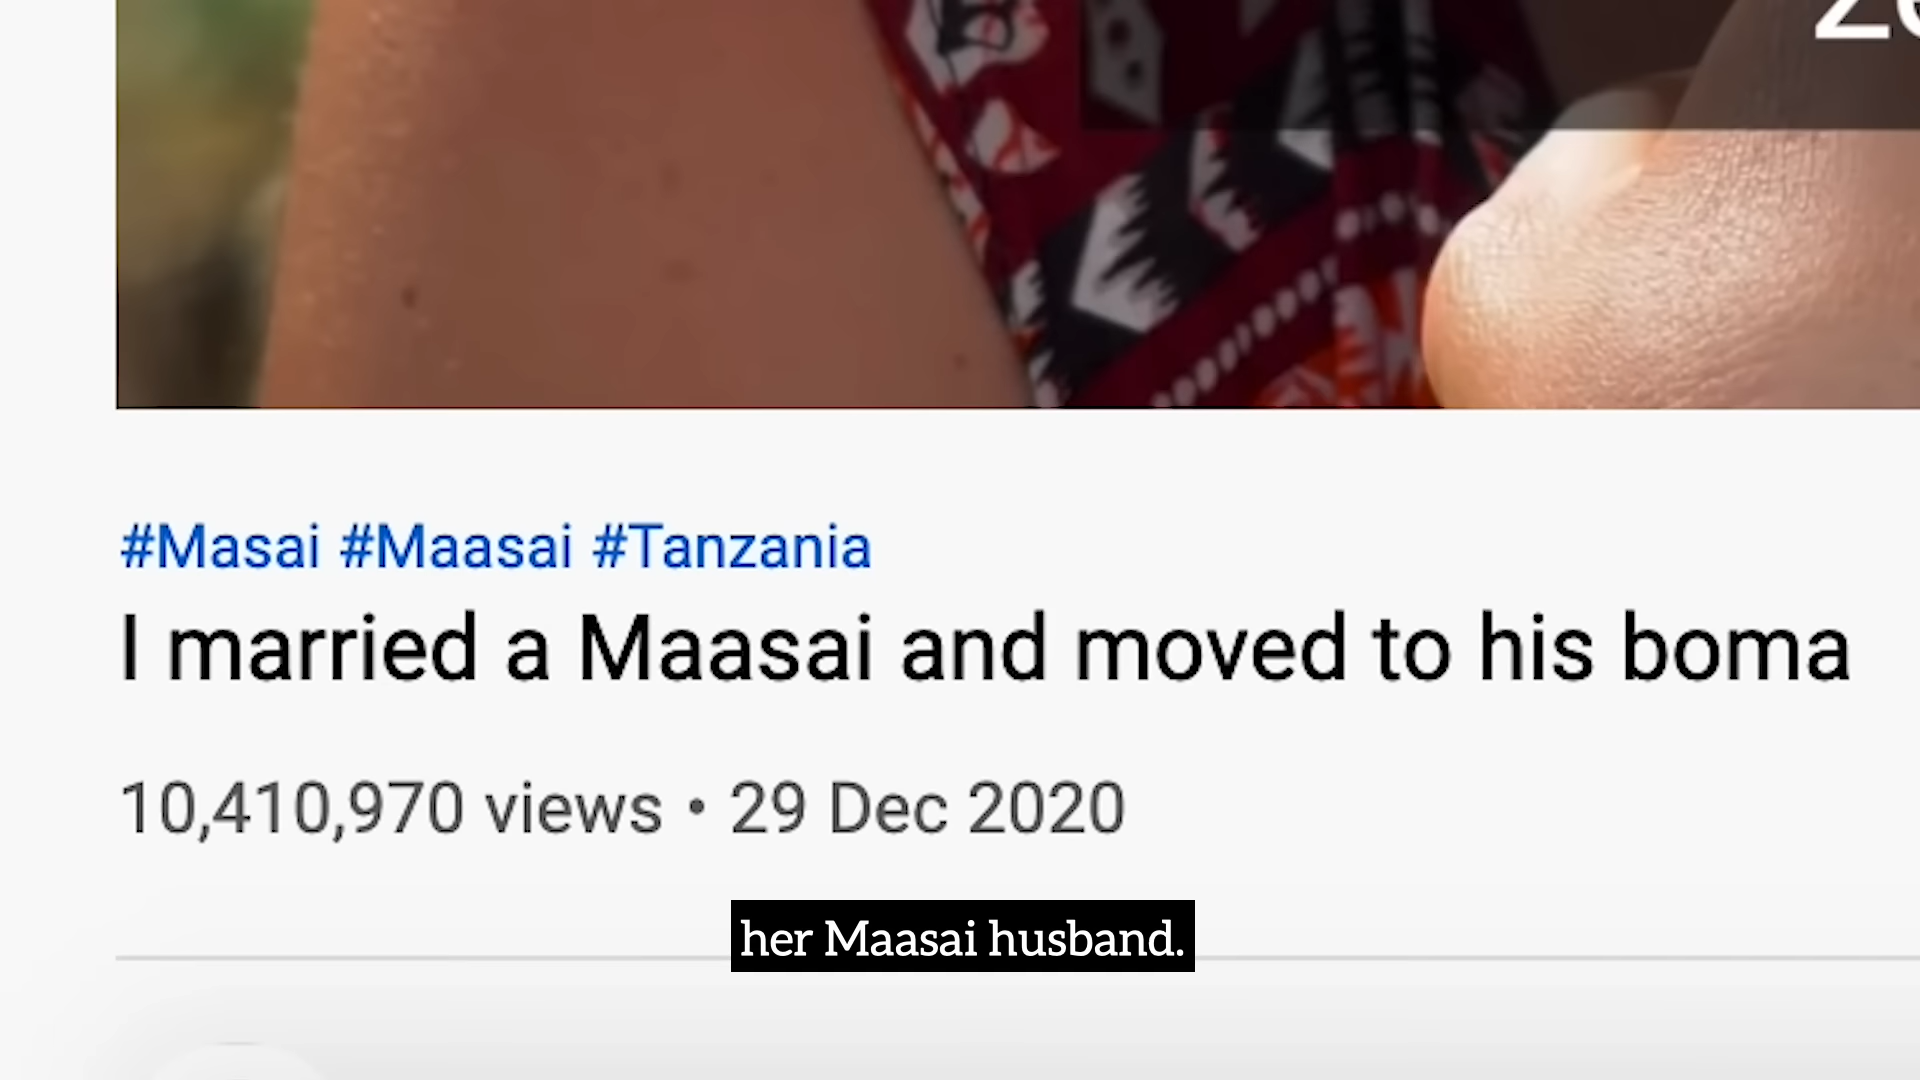 #Masai #Maasai #Tanzania
I married a Maasai and moved to his boma
10,410,970 views • 29 Dec 2020
her Maasai husband.